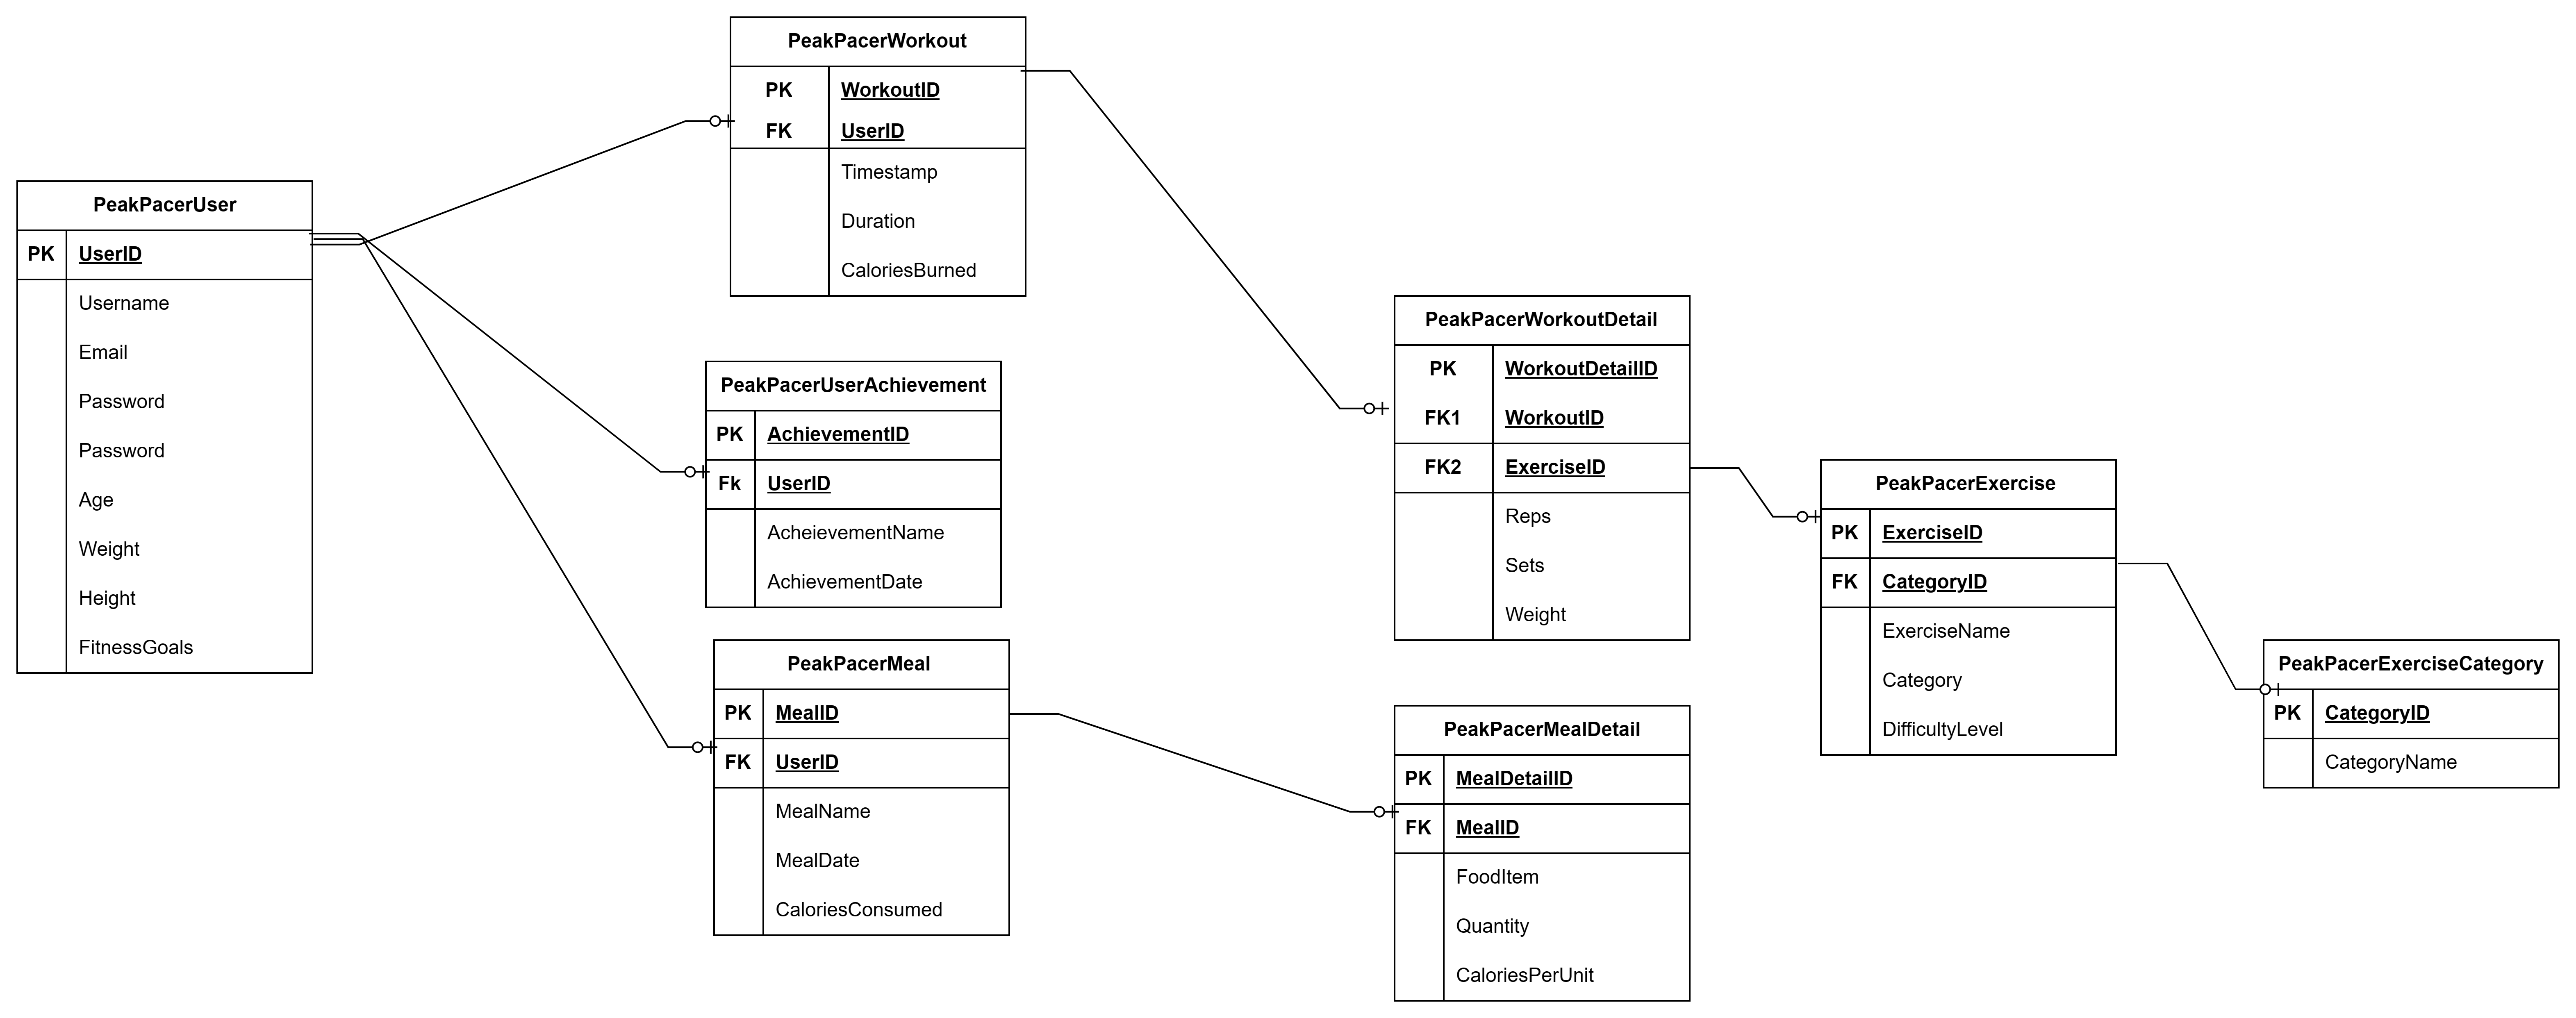 PeakPacerUser
PK UserID
Username
Email
Password
Password
Age
Weight
Height
FitnessGoals
PeakPacerWorkout
PK WorkoutID
FK UserID
Timestamp
Duration
CaloriesBurned
PeakPacerUserAchievement
PK AchievementID
Fk UserID
AcheievementName
AchievementDate
PeakPacerMeal
PK MealID
FK UserID
MealName
MealDate
CaloriesConsumed
PeakPacerWorkoutDetail
PK WorkoutDetailID
FK1 WorkoutID
FK2 ExerciseID
Reps
Sets
Weight
PeakPacerMealDetail
PK MealDetailID
FK MealID
FoodItem
Quantity
CaloriesPerUnit
PeakPacerExercise
PK ExerciseID
FK CategoryID
ExerciseName
Category
DifficultyLevel
PeakPacerExerciseCategory
PK CategoryID
CategoryName